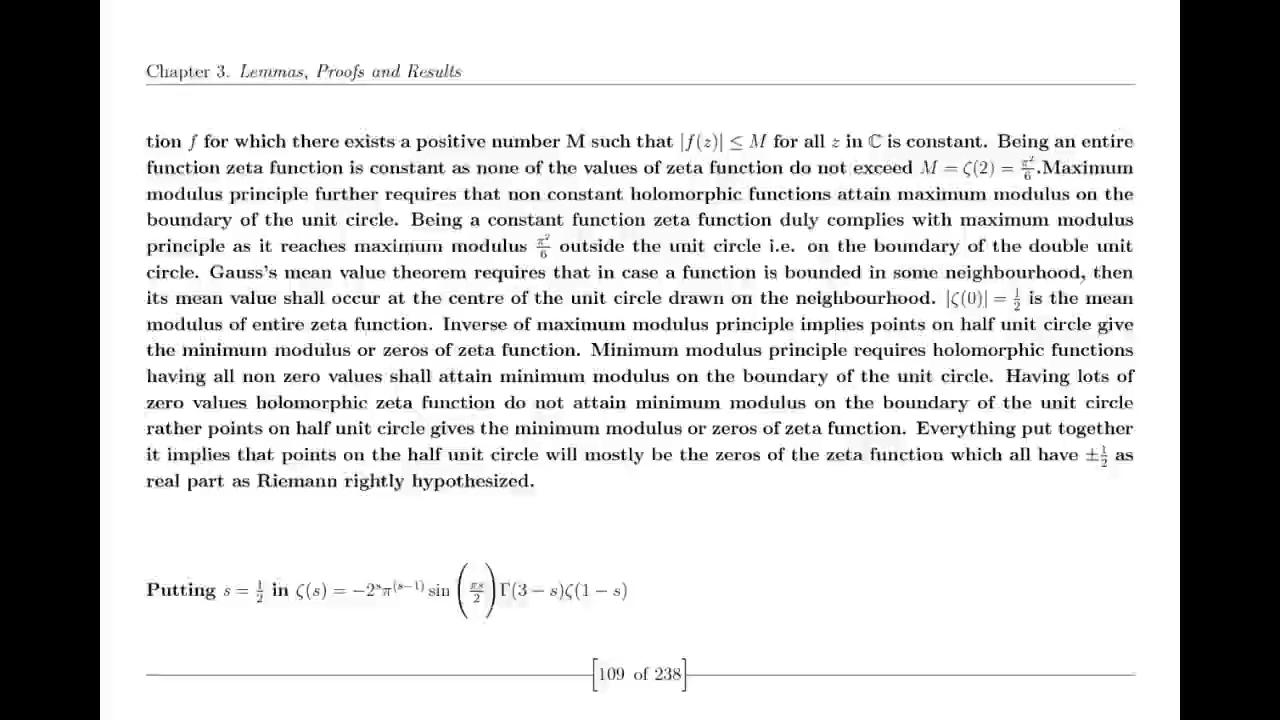 Chapter 3. Lemmas, Proofs and Results
tion f for which there exists a positive number M such that |f(z)| ≤ M for all z in ℂ is constant. Being an entire
function zeta function is constant as none of the values of zeta function do not exceed M = ζ(2) = π²/6.Maximum
modulus principle further requires that non constant holomorphic functions attain maximum modulus on the
boundary of the unit circle. Being a constant function zeta function duly complies with maximum modulus
principle as it reaches maximum modulus π²/6 outside the unit circle i.e. on the boundary of the double unit
circle. Gauss's mean value theorem requires that in case a function is bounded in some neighbourhood, then
its mean value shall occur at the centre of the unit circle drawn on the neighbourhood. |ζ(0)| = 1/2 is the mean
modulus of entire zeta function. Inverse of maximum modulus principle implies points on half unit circle give
the minimum modulus or zeros of zeta function. Minimum modulus principle requires holomorphic functions
having all non zero values shall attain minimum modulus on the boundary of the unit circle. Having lots of
zero values holomorphic zeta function do not attain minimum modulus on the boundary of the unit circle
rather points on half unit circle gives the minimum modulus or zeros of zeta function. Everything put together
it implies that points on the half unit circle will mostly be the zeros of the zeta function which all have ±1/2 as
real part as Riemann rightly hypothesized.
Putting s = 1/2 in ζ(s) = −2^s π^(s−1) sin(πs/2)Γ(3 − s)ζ(1 − s)
[109 of 238]